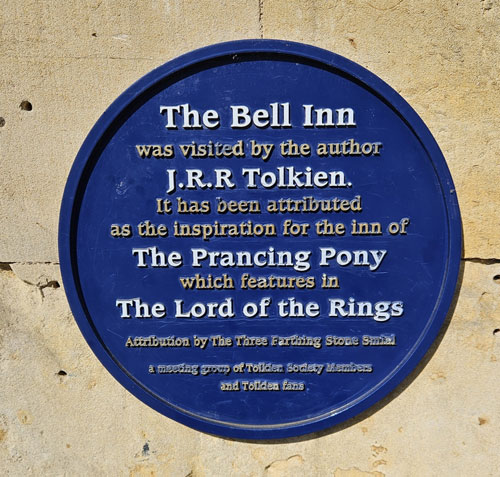 The Bell Inn
was visited by the author
J.R.R Tolkien.
It has been attributed
as the inspiration for the inn of
The Prancing Pony
which features in
The Lord of the Rings
Attribution by The Three Farthing Stone Smial
a meeting group of Tolkien Society Members
and Tolkien fans